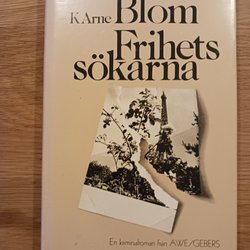 K Arne Blom
Frihets
sökarna
En kriminalroman från AWE/GEBERS